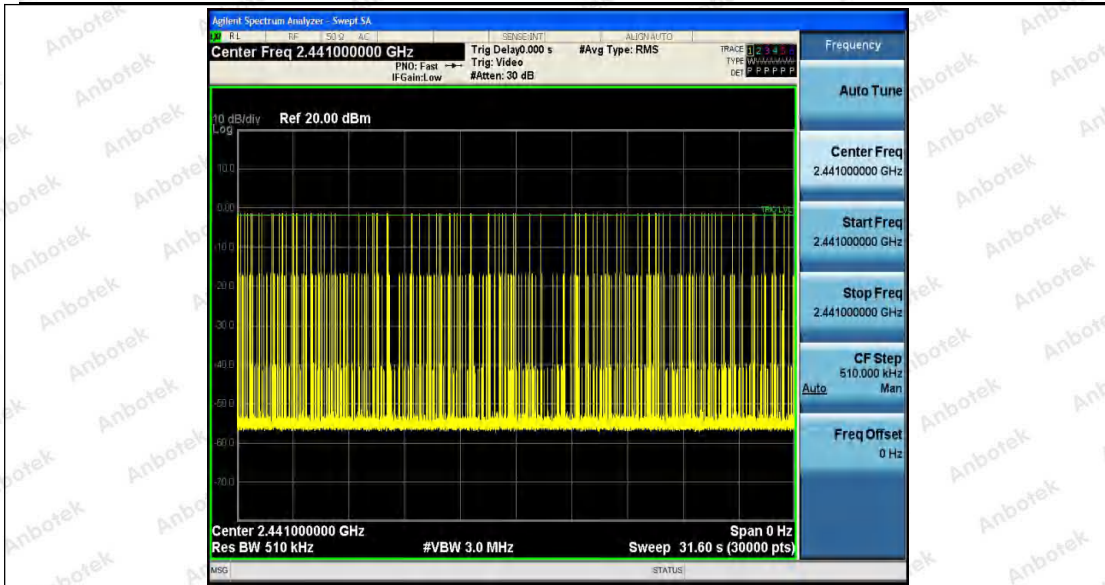 Agilent Spectrum Analyzer - Swept SA
RL RF 50 Ω AC SENSE:INT ALIGN AUTO
Center Freq 2.441000000 GHz
PNO: Fast
IFGain:Low
Trig Delay0.000 s
Trig: Video
#Atten: 30 dB
#Avg Type: RMS
TRACE 1 2 3 4 5 6
TYPE
DET P P P P P P
10 dB/div Ref 20.00 dBm
Log
10.0
0.00
-10.0
-20.0
-30.0
-40.0
-50.0
-60.0
-70.0
TRIG LVL
Center 2.441000000 GHz
Span 0 Hz
Res BW 510 kHz
#VBW 3.0 MHz
Sweep 31.60 s (30000 pts)
MSG
STATUS
Frequency
Auto Tune
Center Freq
2.441000000 GHz
Start Freq
2.441000000 GHz
Stop Freq
2.441000000 GHz
CF Step
510.000 kHz
Auto Man
Freq Offset
0 Hz
Anbotek